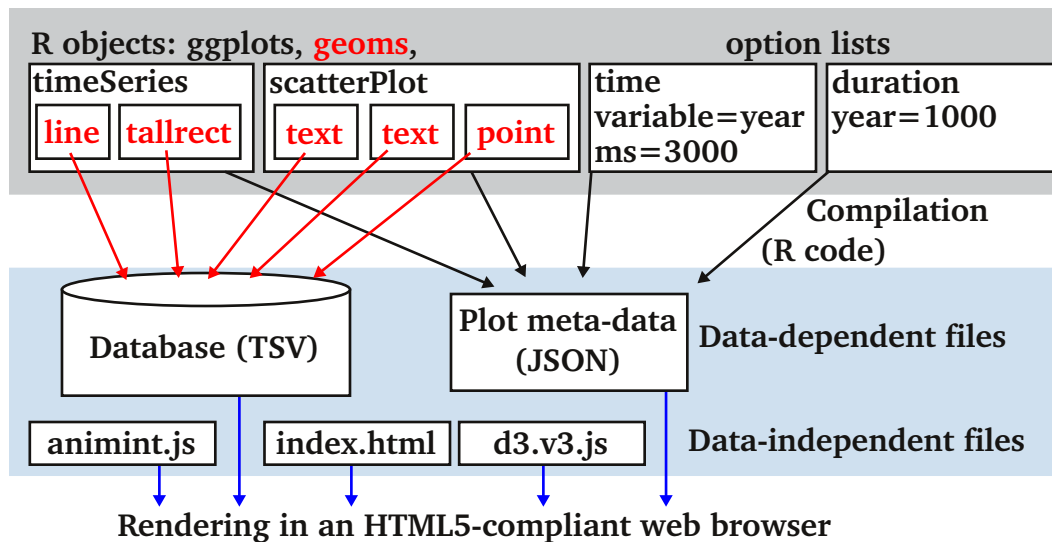 R objects: ggplots, geoms, option lists
timeSeries
line tallrect
scatterPlot
text text point
time
variable=year
ms=3000
duration
year=1000
Compilation
(R code)
Database (TSV)
Plot meta-data
(JSON)
Data-dependent files
animint.js
index.html
d3.v3.js
Data-independent files
Rendering in an HTML5-compliant web browser